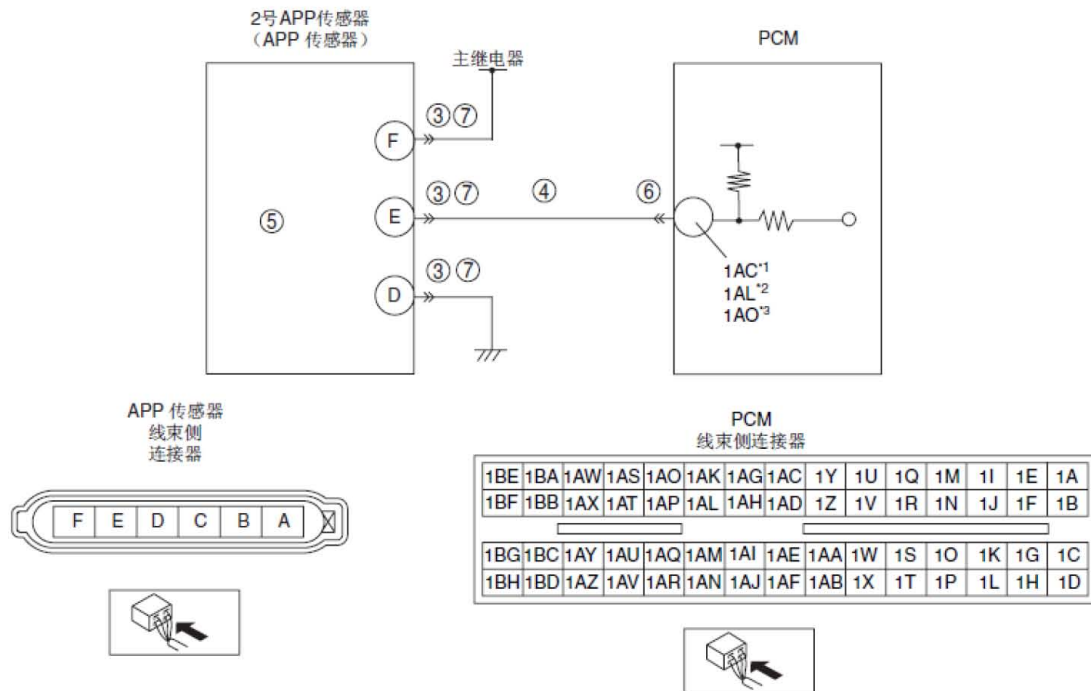 2号APP传感器
（APP 传感器）
PCM
主继电器
③⑦
F
③⑦
④
⑥
E
⑤
1AC*1
1AL*2
1AO*3
③⑦
D
APP 传感器
线束侧
连接器
F E D C B A
PCM
线束侧连接器
1BE 1BA 1AW 1AS 1AO 1AK 1AG 1AC 1Y 1U 1Q 1M 1I 1E 1A
1BF 1BB 1AX 1AT 1AP 1AL 1AH 1AD 1Z 1V 1R 1N 1J 1F 1B
1BG 1BC 1AY 1AU 1AQ 1AM 1AI 1AE 1AA 1W 1S 1O 1K 1G 1C
1BH 1BD 1AZ 1AV 1AR 1AN 1AJ 1AF 1AB 1X 1T 1P 1L 1H 1D